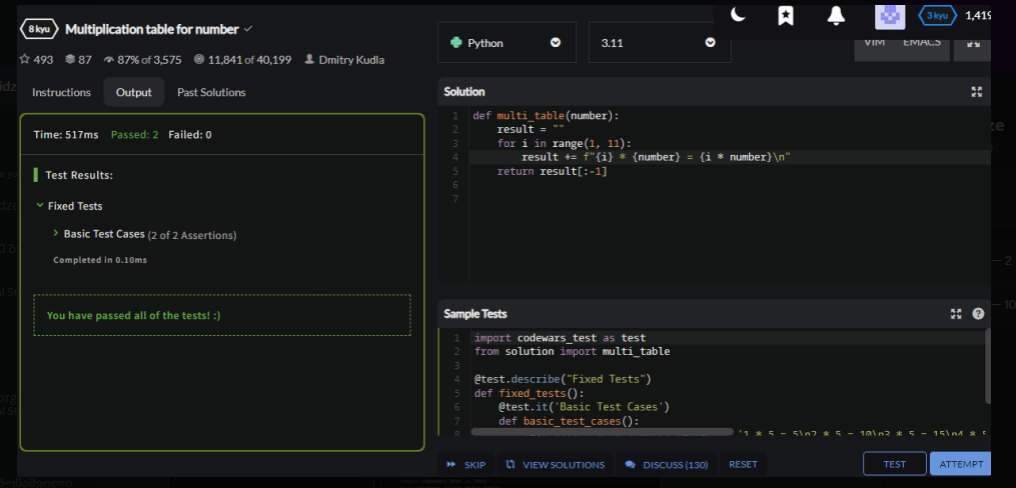 8 kyu Multiplication table for number
493 87 87% of 3,575 11,841 of 40,199 Dmitry Kudla
3 kyu 1,419
Python 3.11 VIM EMACS
Instructions Output Past Solutions
Time: 517ms Passed: 2 Failed: 0
Test Results:
Fixed Tests
Basic Test Cases (2 of 2 Assertions)
Completed in 0.10ms
You have passed all of the tests! :)
Solution
1 def multi_table(number):
2     result = ""
3     for i in range(1, 11):
4         result += f"{i} * {number} = {i * number}\n"
5     return result[:-1]
6
7
Sample Tests
1 import codewars_test as test
2 from solution import multi_table
3
4 @test.describe("Fixed Tests")
5 def fixed_tests():
6     @test.it('Basic Test Cases')
7     def basic_test_cases():
8 '1 * 5 = 5\n2 * 5 = 10\n3 * 5 = 15\n4 * 5
SKIP VIEW SOLUTIONS DISCUSS (130) RESET TEST ATTEMPT